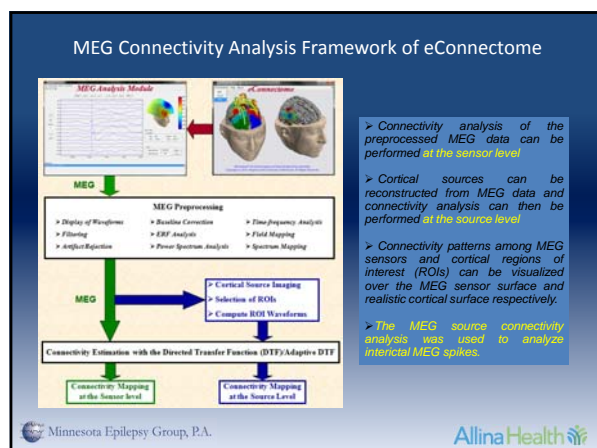 MEG Connectivity Analysis Framework of eConnectome
MEG Analysis Module
eConnectome
MEG
MEG Preprocessing
➢ Display of Waveforms
➢ Baseline Correction
➢ Time-frequency Analysis
➢ Filtering
➢ ERF Analysis
➢ Field Mapping
➢ Artifact Rejection
➢ Power Spectrum Analysis
➢ Spectrum Mapping
MEG
➢ Cortical Source Imaging
➢ Selection of ROIs
➢ Compute ROI Waveforms
Connectivity Estimation with the Directed Transfer Function (DTF)/Adaptive DTF
Connectivity Mapping
at the Sensor level
Connectivity Mapping
at the Source Level
➢ Connectivity analysis of the
preprocessed MEG data can be
performed at the sensor level
➢ Cortical sources can be
reconstructed from MEG data and
connectivity analysis can then be
performed at the source level
➢ Connectivity patterns among MEG
sensors and cortical regions of
interest (ROIs) can be visualized
over the MEG sensor surface and
realistic cortical surface respectively.
➢The MEG source connectivity
analysis was used to analyze
interictal MEG spikes.
Minnesota Epilepsy Group, P.A.
Allina Health